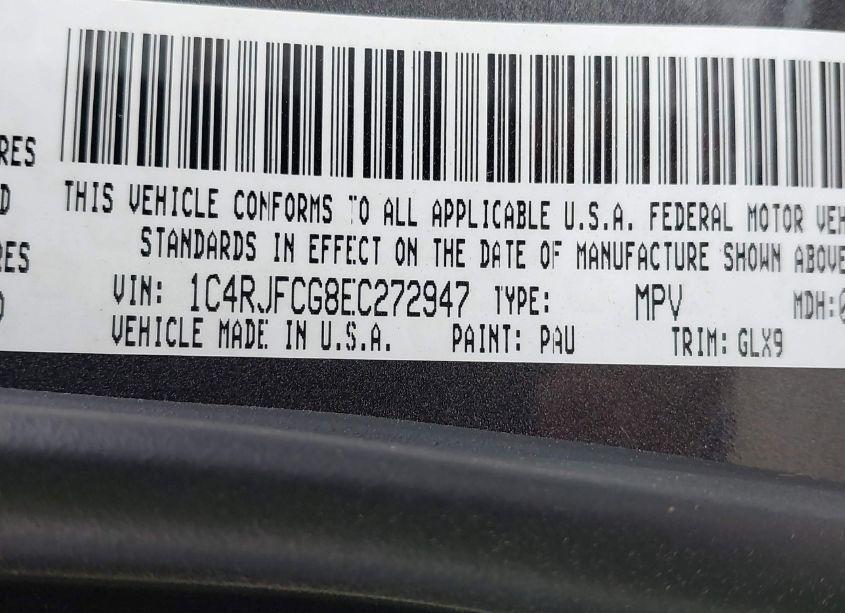 RES
THIS VEHICLE CONFORMS TO ALL APPLICABLE U.S.A. FEDERAL MOTOR VEH
STANDARDS IN EFFECT ON THE DATE OF MANUFACTURE SHOWN ABOVE
RES
VIN: 1C4RJFCG8EC272947 TYPE: MPV MDH:0
VEHICLE MADE IN U.S.A. PAINT: PAU TRIM: GLX9